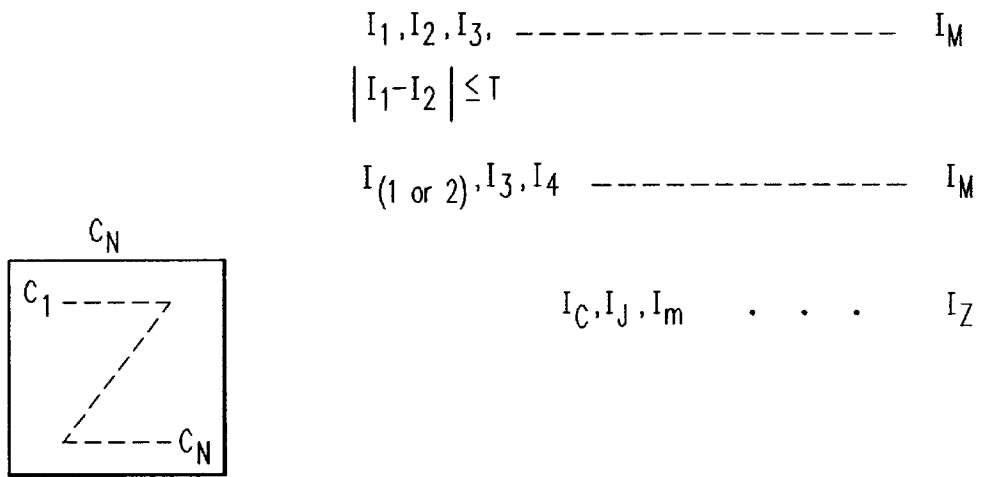 I1,I2,I3, ---------------- IM
|I1-I2| ≤ T
I(1 or 2),I3,I4 ------------- IM
CN
C1
IC,IJ,Im . . . IZ
CN